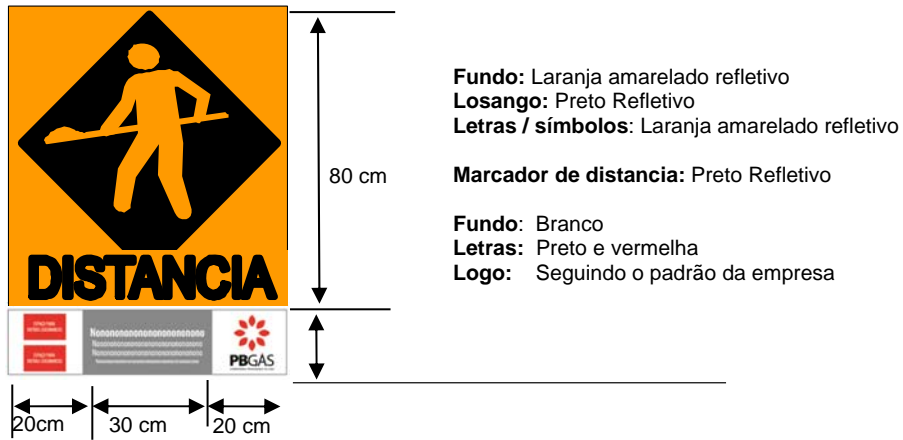 Fundo: Laranja amarelado refletivo
Losango: Preto Refletivo
Letras / símbolos: Laranja amarelado refletivo
80 cm
Marcador de distancia: Preto Refletivo
Fundo: Branco
Letras: Preto e vermelha
Logo: Seguindo o padrão da empresa
DISTANCIA
PBGÁS
20cm
30 cm
20 cm